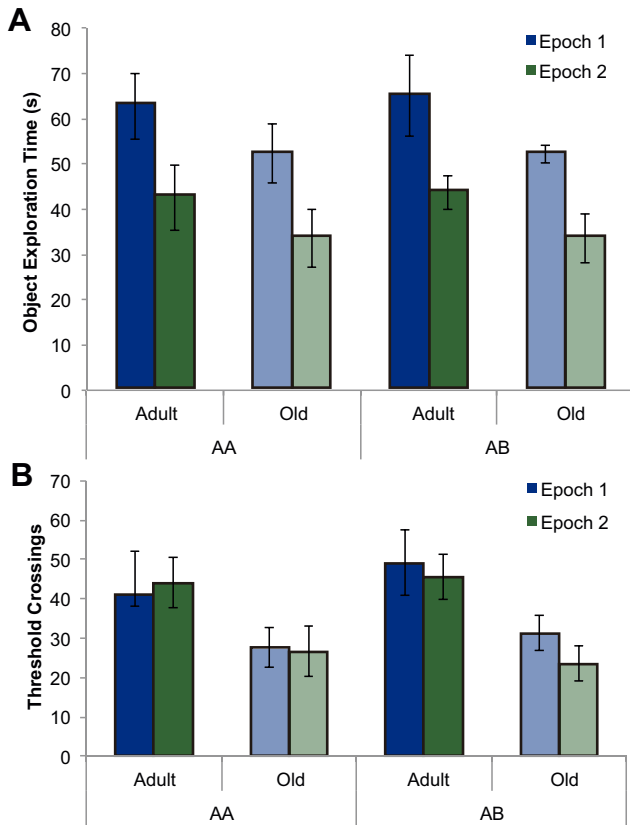 A
Object Exploration Time (s)
80
70
60
50
40
30
20
10
0
Epoch 1
Epoch 2
Adult Old Adult Old
AA AB
B
Threshold Crossings
70
60
50
40
30
20
10
0
Epoch 1
Epoch 2
Adult Old Adult Old
AA AB